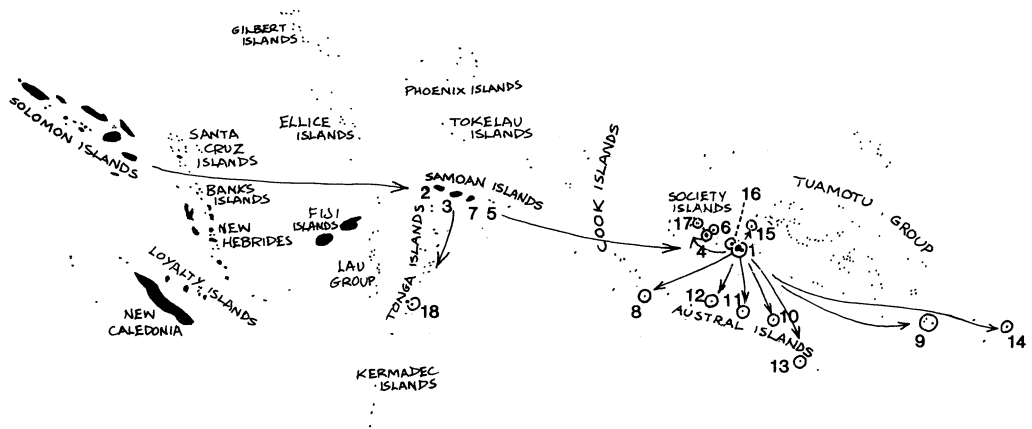 GILBERT
ISLANDS
PHOENIX ISLANDS
SOLOMON ISLANDS
SANTA
CRUZ
ISLANDS
ELLICE
ISLANDS
TOKELAU
ISLANDS
COOK ISLANDS
BANKS
ISLANDS
SAMOAN ISLANDS
2
3
7
5
SOCIETY
ISLANDS
16
TUAMOTU GROUP
17
6
15
4
1
FIJI
ISLANDS
NEW
HEBRIDES
LOYALTY ISLANDS
LAU
GROUP
TONGA ISLANDS
18
NEW
CALEDONIA
8
12
11
10
AUSTRAL ISLANDS
13
9
14
KERMADEC
ISLANDS